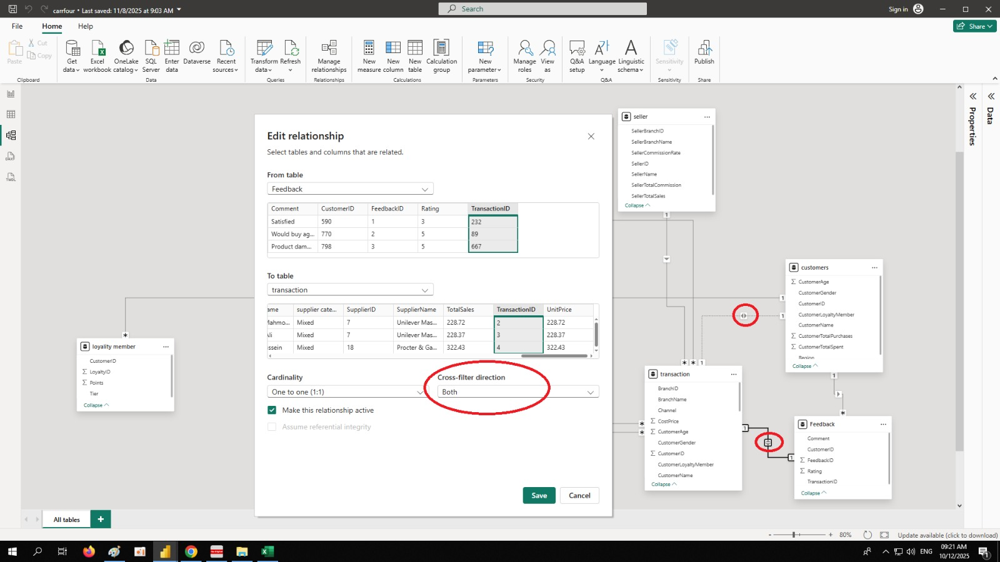 carrfour • Last saved: 11/8/2025 at 9:03 AM
Search
Sign in
File
Home
Help
Share
Paste
Cut
Copy
Clipboard
Get data
Excel workbook
OneLake catalog
SQL Server
Enter data
Dataverse
Recent sources
Data
Transform data
Refresh
Queries
Manage relationships
Relationships
New measure
New column
New table
Calculation group
Calculations
New parameter
Parameters
Manage roles
View as
Security
Q&A setup
Language
Linguistic schema
Q&A
Sensitivity
Sensitivity
Publish
Share
DAX
TMDL
Properties
Data
Edit relationship
Select tables and columns that are related.
From table
Feedback
Comment CustomerID FeedbackID Rating TransactionID
Satisfied 590 1 3 232
Would buy ag... 770 2 5 89
Product dam... 798 3 5 667
To table
transaction
ame supplier cate... SupplierID SupplierName TotalSales TransactionID UnitPrice
Mahmo... Mixed 7 Unilever Mas... 228.72 2 228.72
Ali Mixed 7 Unilever Mas... 228.37 3 228.37
ssein Mixed 18 Procter & Ga... 322.43 4 322.43
Cardinality
One to one (1:1)
Cross-filter direction
Both
Make this relationship active
Assume referential integrity
Save
Cancel
seller
SellerBranchID
SellerBranchName
SellerCommissionRate
SellerID
SellerName
SellerTotalCommission
SellerTotalSales
Collapse
1
customers
CustomerAge
CustomerGender
CustomerID
CustomerLoyaltyMember
CustomerName
CustomerTotalPurchases
CustomerTotalSpent
Region
Collapse
1
1
1
loyality member
CustomerID
LoyaltyID
Points
Tier
Collapse
*
transaction
BranchID
BranchName
Channel
CostPrice
CustomerAge
CustomerGender
CustomerID
CustomerLoyaltyMember
CustomerName
Collapse
* * 1
*
*
1
1
*
Feedback
Comment
CustomerID
FeedbackID
Rating
TransactionID
Collapse
All tables
+
- + 80%
Update available (click to download)
ENG
09:21 AM
10/12/2025
1